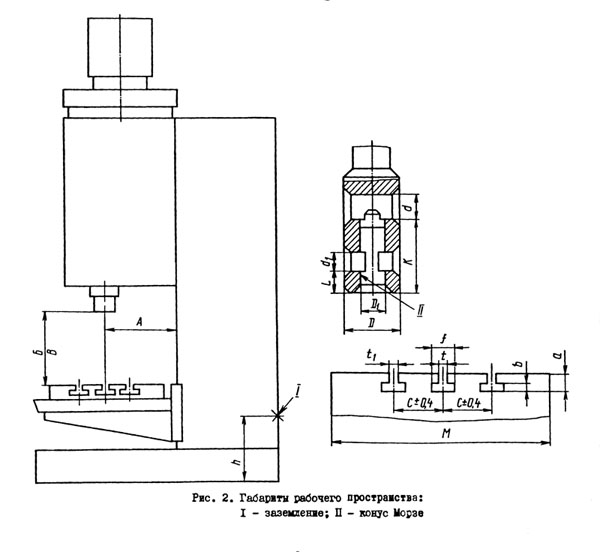 А
Б
В
I
h
d
K
d₁
L
D₁
D
II
f
t₁
t
b
a
C±0,4
C±0,4
M
Рис. 2. Габариты рабочего пространства:
I - заземление; II - конус Морзе